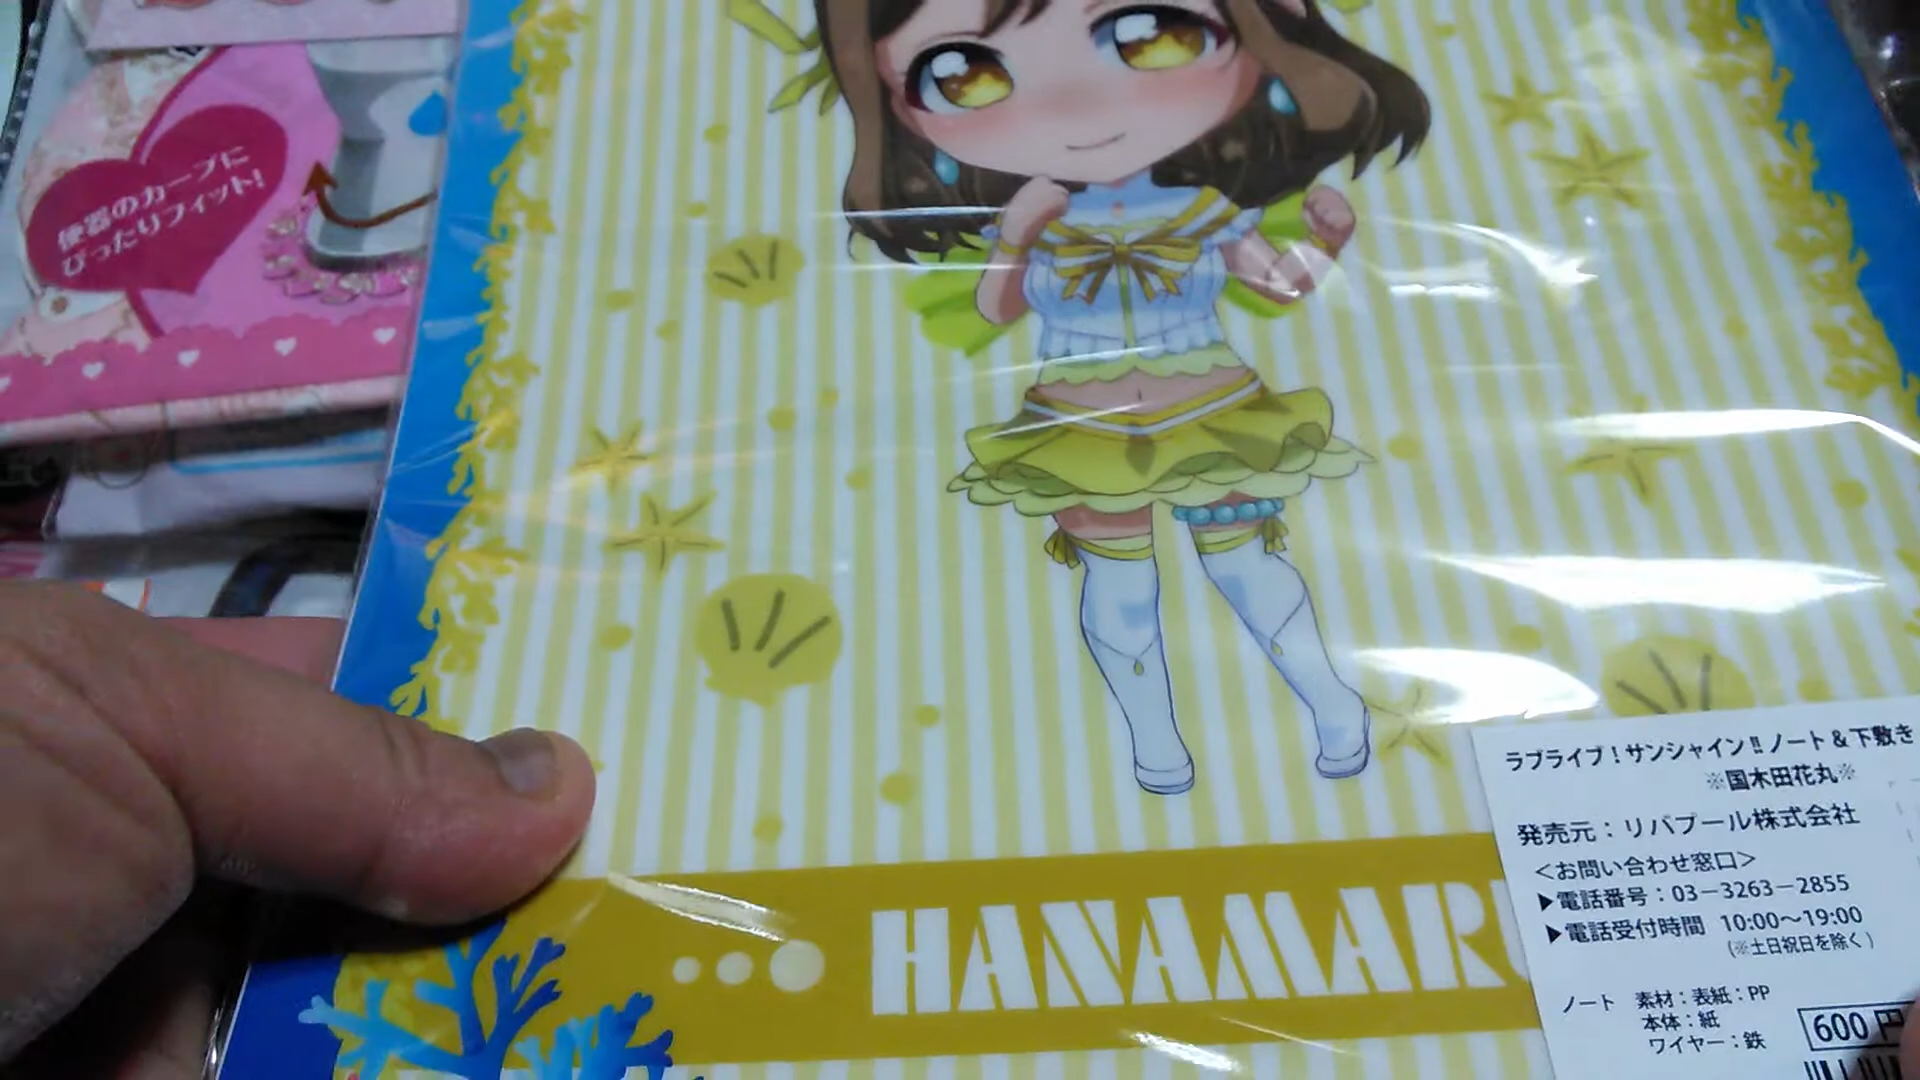 便器のカーブに
ぴったりフィット!
HANAMAR
ラブライブ!サンシャイン!!ノート&下敷き
※国木田花丸※
発売元:リバプール株式会社
<お問い合わせ窓口>
▶電話番号:03-3263-2855
▶電話受付時間 10:00~19:00
(※土日祝日を除く)
ノート 素材:表紙:PP
本体:紙
ワイヤー:鉄
600円